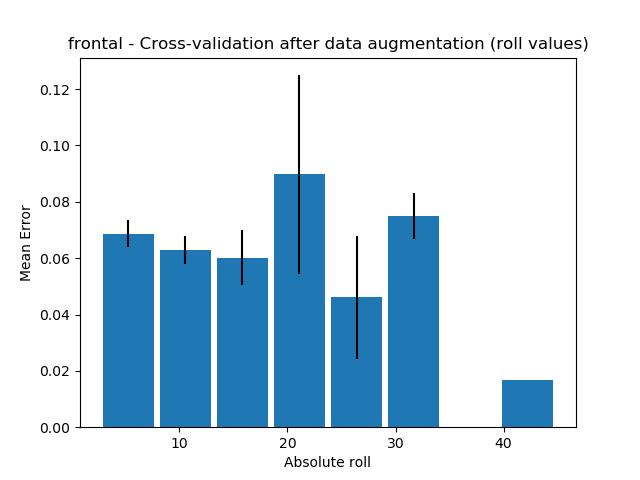 frontal - Cross-validation after data augmentation (roll values)
0.12
0.10
0.08
0.06
0.04
0.02
0.00
Mean Error
10 20 30 40
Absolute roll